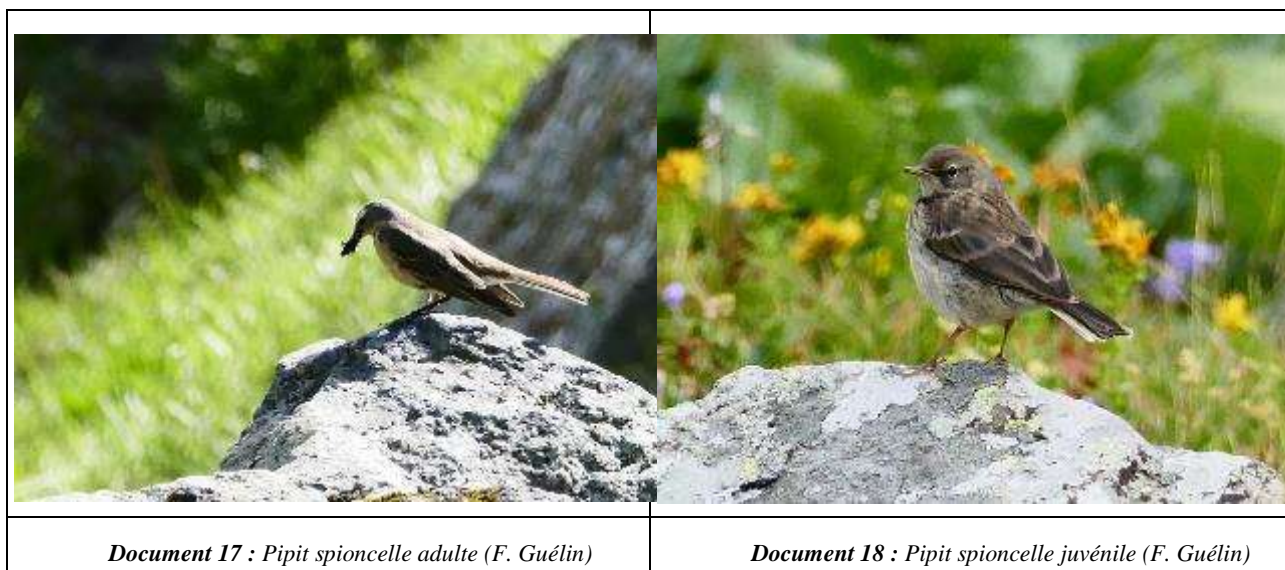 Document 17 : Pipit spioncelle adulte (F. Guélin)
Document 18 : Pipit spioncelle juvénile (F. Guélin)